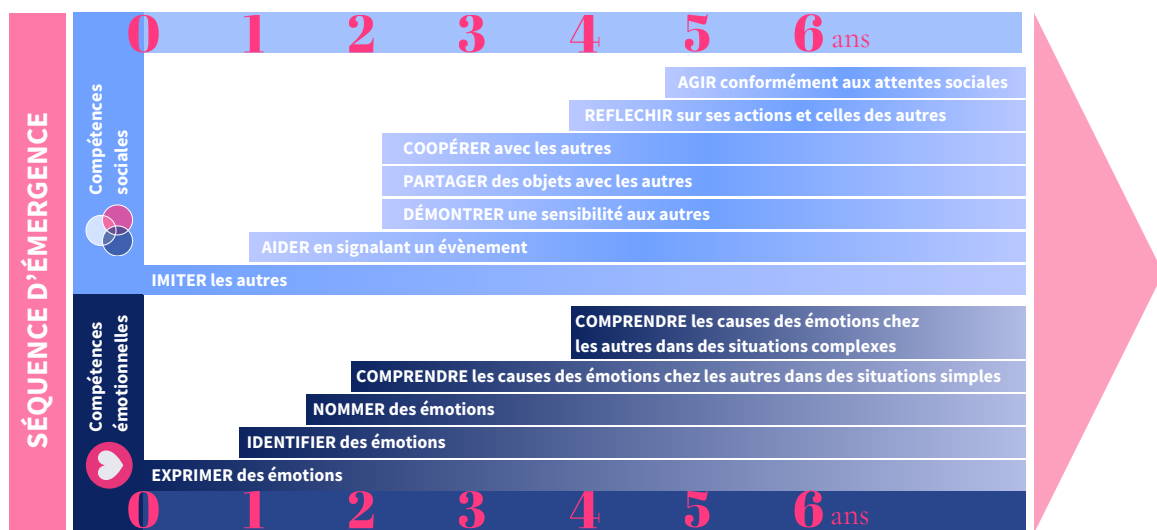 SÉQUENCE D'ÉMERGENCE
0 1 2 3 4 5 6 ans
Compétences
sociales
AGIR conformément aux attentes sociales
REFLECHIR sur ses actions et celles des autres
COOPÉRER avec les autres
PARTAGER des objets avec les autres
DÉMONTRER une sensibilité aux autres
AIDER en signalant un évènement
IMITER les autres
Compétences
émotionnelles
COMPRENDRE les causes des émotions chez
les autres dans des situations complexes
COMPRENDRE les causes des émotions chez les autres dans des situations simples
NOMMER des émotions
IDENTIFIER des émotions
EXPRIMER des émotions
0 1 2 3 4 5 6 ans